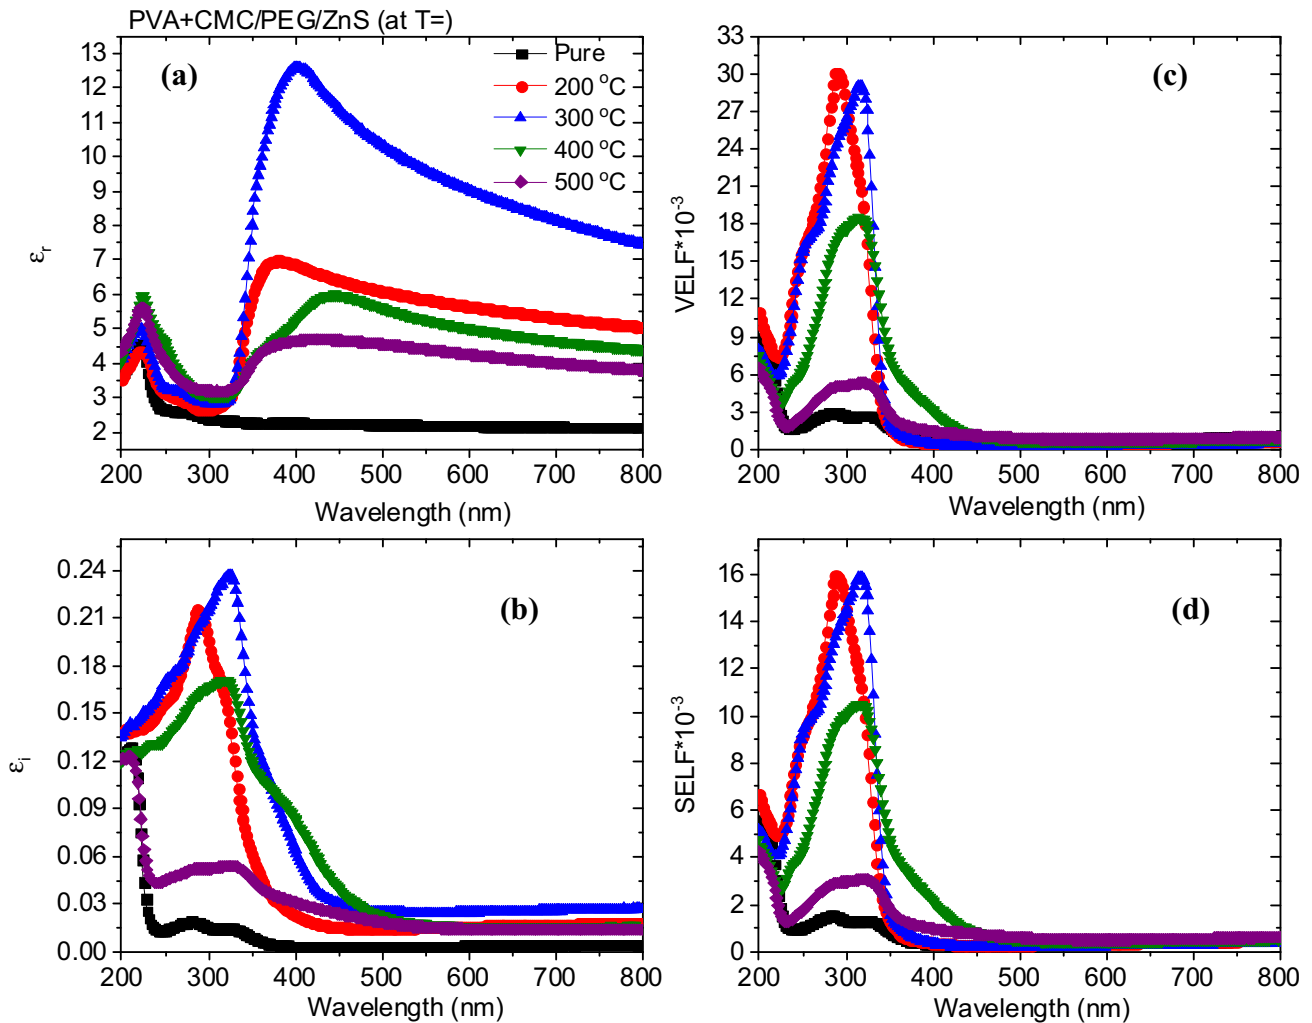 PVA+CMC/PEG/ZnS (at T=)
(a)
Pure
200 °C
300 °C
400 °C
500 °C
13
12
11
10
9
8
7
6
5
4
3
2
εr
200 300 400 500 600 700 800
Wavelength (nm)
(c)
33
30
27
24
21
18
15
12
9
6
3
0
VELF*10-3
200 300 400 500 600 700 800
Wavelength (nm)
(b)
0.24
0.21
0.18
0.15
0.12
0.09
0.06
0.03
0.00
εi
200 300 400 500 600 700 800
Wavelength (nm)
(d)
16
14
12
10
8
6
4
2
0
SELF*10-3
200 300 400 500 600 700 800
Wavelength (nm)